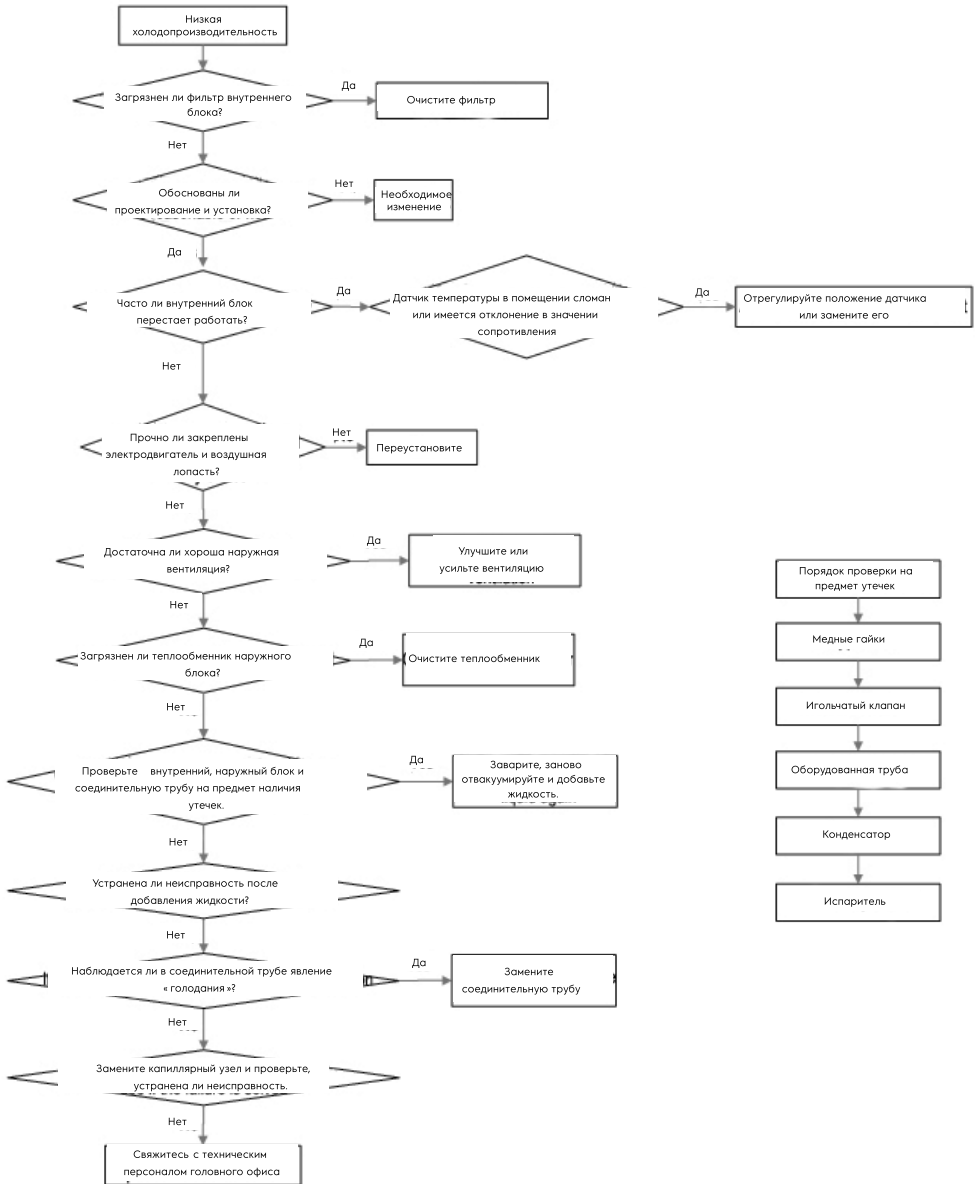 Низкая
холодопроизводительность
Загрязнен ли фильтр внутреннего
блока?
Да
Очистите фильтр
Нет
Обоснованы ли
проектирование и установка?
Нет
Необходимое
изменение
Да
Часто ли внутренний блок
перестает работать?
Да
Датчик температуры в помещении сломан
или имеется отклонение в значении
сопротивления
Да
Отрегулируйте положение датчика
или замените его
Нет
Прочно ли закреплены
электродвигатель и воздушная
лопасть?
Нет
Переустановите
Нет
Достаточна ли хороша наружная
вентиляция?
Да
Улучшите или
усильте вентиляцию
Нет
Загрязнен ли теплообменник наружного
блока?
Да
Очистите теплообменник
Нет
Проверьте внутренний, наружный блок и
соединительную трубу на предмет наличия
утечек.
Да
Заварите, заново
отвакуумируйте и добавьте
жидкость.
Нет
Устранена ли неисправность после
добавления жидкости?
Нет
Наблюдается ли в соединительной трубе явление
« голодания »?
Да
Замените
соединительную трубу
Нет
Замените капиллярный узел и проверьте,
устранена ли неисправность.
Нет
Свяжитесь с техническим
персоналом головного офиса
Порядок проверки на
предмет утечек
Медные гайки
Игольчатый клапан
Оборудованная труба
Конденсатор
Испаритель